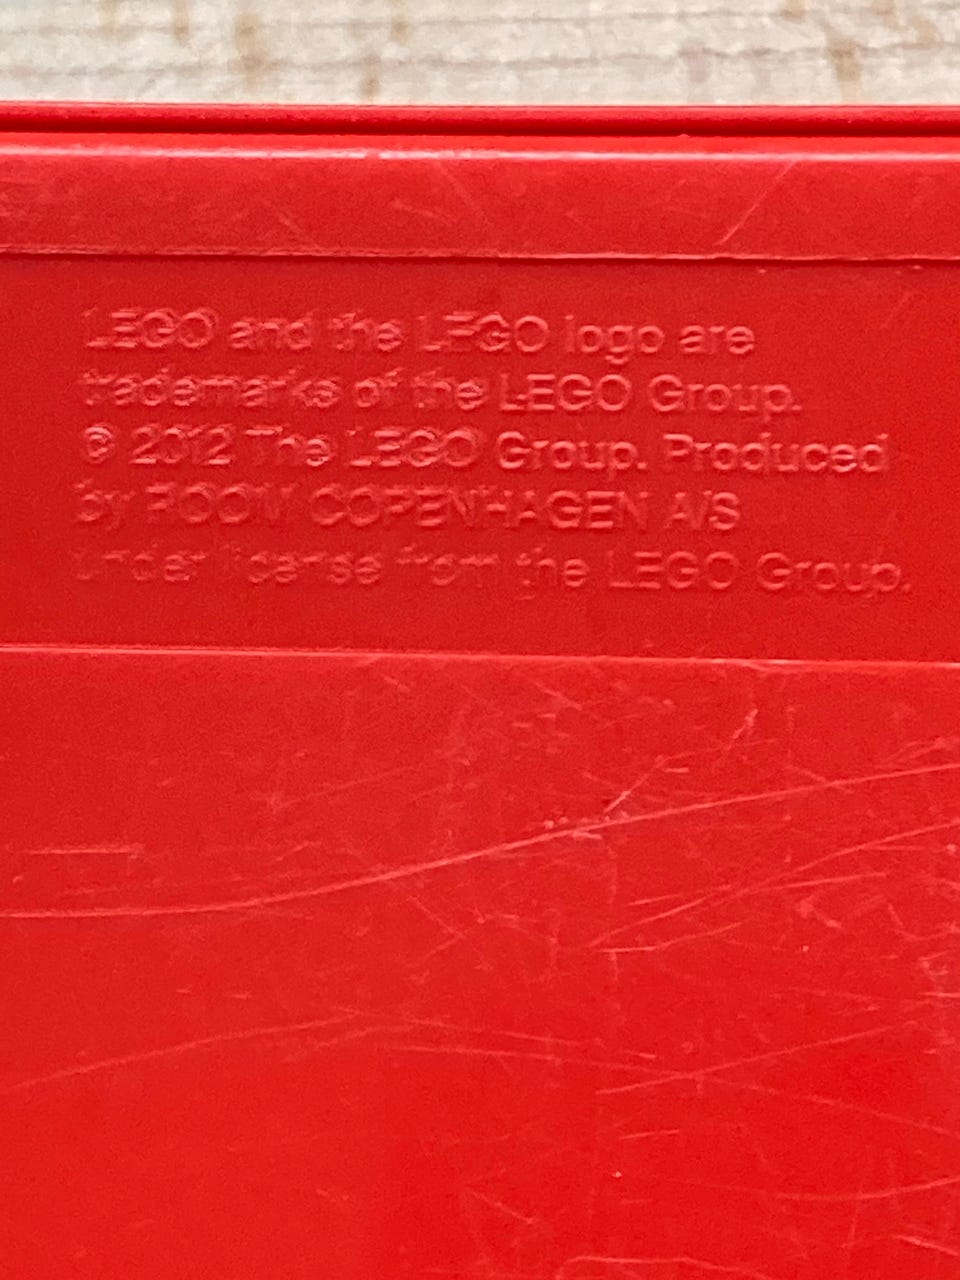 LEGO and the LEGO logo are
trademarks of the LEGO Group.
© 2012 The LEGO Group. Produced
by ROOM COPENHAGEN A/S
under license from the LEGO Group.